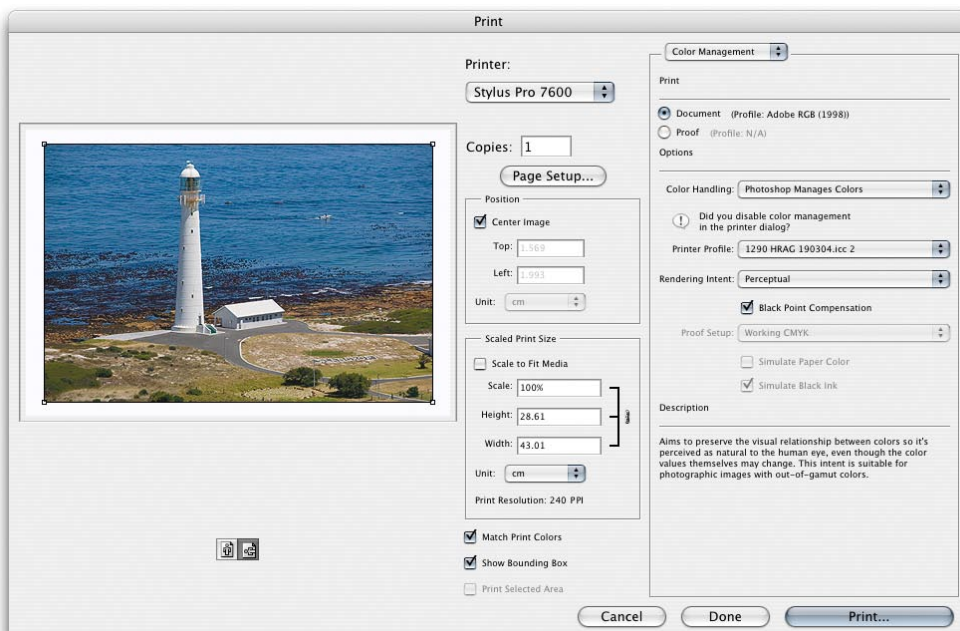 Print
Printer:
Stylus Pro 7600
Copies: 1
Page Setup...
Position
Center Image
Top: 1.569
Left: 1.993
Unit: cm
Scaled Print Size
Scale to Fit Media
Scale: 100%
Height: 28.61
Width: 43.01
Unit: cm
Print Resolution: 240 PPI
Match Print Colors
Show Bounding Box
Print Selected Area
Color Management
Print
Document (Profile: Adobe RGB (1998))
Proof (Profile: N/A)
Options
Color Handling: Photoshop Manages Colors
Did you disable color management
in the printer dialog?
Printer Profile: 1290 HRAG 190304.icc 2
Rendering Intent: Perceptual
Black Point Compensation
Proof Setup: Working CMYK
Simulate Paper Color
Simulate Black Ink
Description
Aims to preserve the visual relationship between colors so it's
perceived as natural to the human eye, even though the color
values themselves may change. This intent is suitable for
photographic images with out-of-gamut colors.
Cancel
Done
Print...